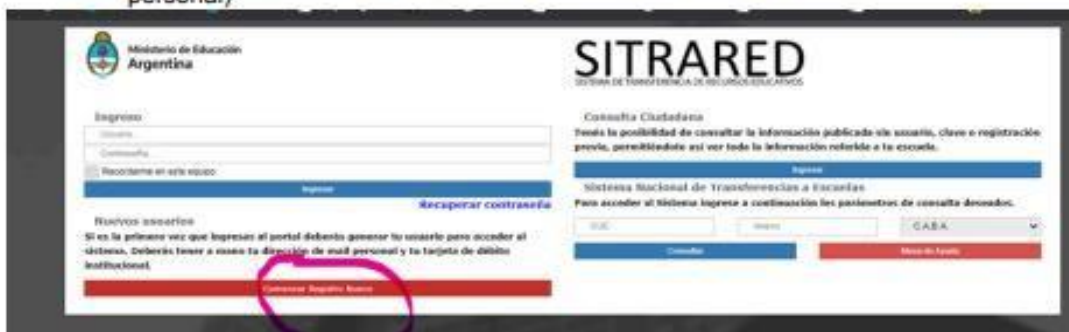 personal)
Ministerio de Educación
Argentina
Ingreso
Usuario
Contraseña
Recordarme en este equipo
Ingresar
Recuperar contraseña
Nuevos usuarios
Si es la primera vez que ingresas al portal deberás generar tu usuario para acceder al
sistema. Deberás tener a mano tu dirección de mail personal y tu tarjeta de débito
institucional.
Comenzar Registro Nuevo
SITRARED
SISTEMA DE TRANSFERENCIA DE RECURSOS EDUCATIVOS
Consulta Ciudadana
Tenés la posibilidad de consultar la información publicada sin usuario, clave o registración
previa, permitiéndote así ver toda la información referida a tu escuela.
Ingresar
Sistema Nacional de Transferencias a Escuelas
Para acceder al Sistema ingrese a continuación los parámetros de consulta deseados.
CUE
Anexo
C.A.B.A.
Consultar
Mesa de Ayuda